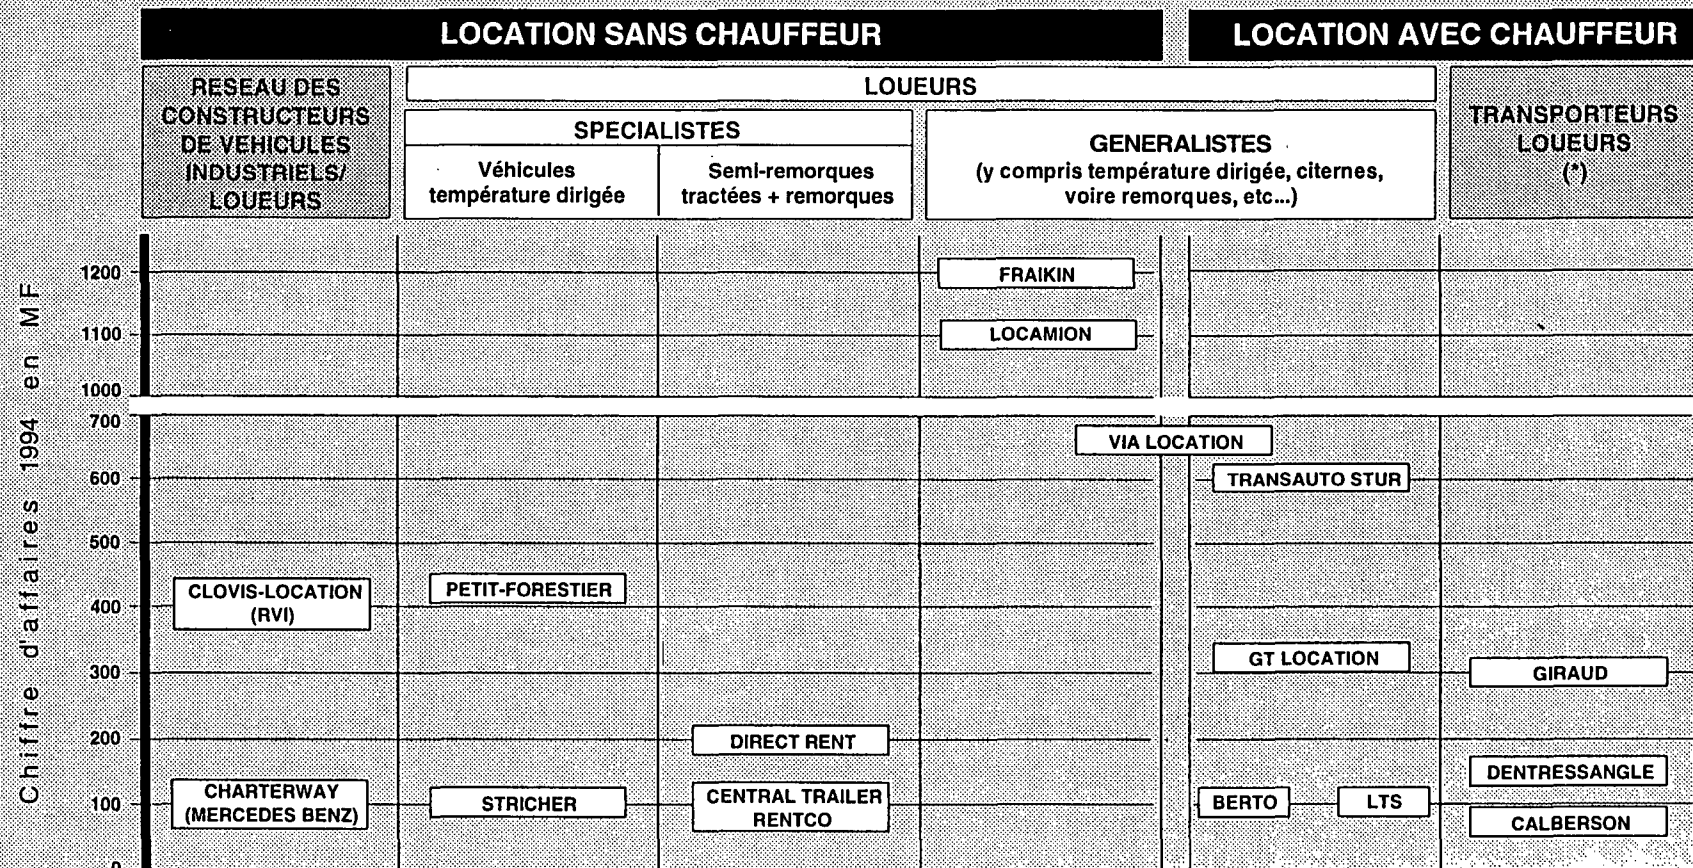 LOCATION SANS CHAUFFEUR
LOCATION AVEC CHAUFFEUR
RESEAU DES
CONSTRUCTEURS
DE VEHICULES
INDUSTRIELS/
LOUEURS
LOUEURS
SPECIALISTES
Véhicules
température dirigée
Semi-remorques
tractées + remorques
GENERALISTES
(y compris température dirigée, citernes,
voire remorques, etc...)
TRANSPORTEURS
LOUEURS
(*)
Chiffre d'affaires 1994 en MF
1200
FRAIKIN
1100
LOCAMION
1000
700
VIA LOCATION
600
TRANSAUTO STUR
500
CLOVIS-LOCATION
(RVI)
PETIT-FORESTIER
400
GT LOCATION
300
GIRAUD
200
DIRECT RENT
DENTRESSANGLE
100
CHARTERWAY
(MERCEDES BENZ)
STRICHER
CENTRAL TRAILER
RENTCO
BERTO
LTS
CALBERSON
0